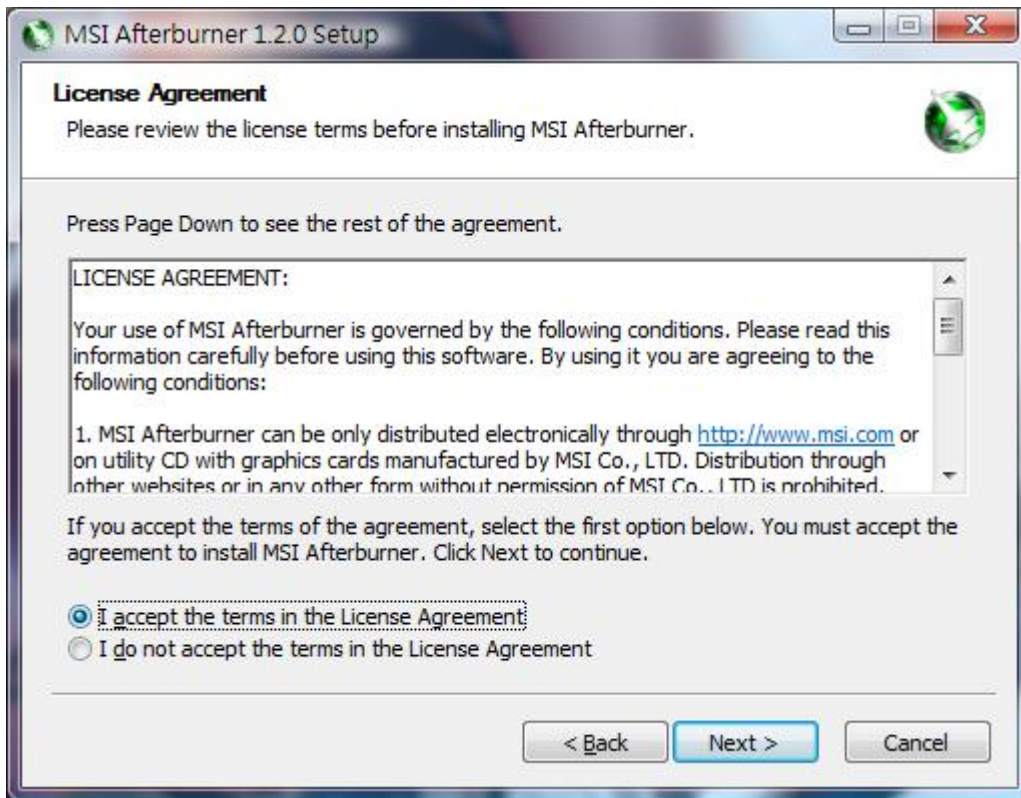 MSI Afterburner 1.2.0 Setup
License Agreement
Please review the license terms before installing MSI Afterburner.
Press Page Down to see the rest of the agreement.
LICENSE AGREEMENT:
Your use of MSI Afterburner is governed by the following conditions. Please read this
information carefully before using this software. By using it you are agreeing to the
following conditions:
1. MSI Afterburner can be only distributed electronically through http://www.msi.com or
on utility CD with graphics cards manufactured by MSI Co., LTD. Distribution through
other websites or in any other form without permission of MSI Co., LTD is prohibited.
If you accept the terms of the agreement, select the first option below. You must accept the
agreement to install MSI Afterburner. Click Next to continue.
I accept the terms in the License Agreement
I do not accept the terms in the License Agreement
< Back Next > Cancel